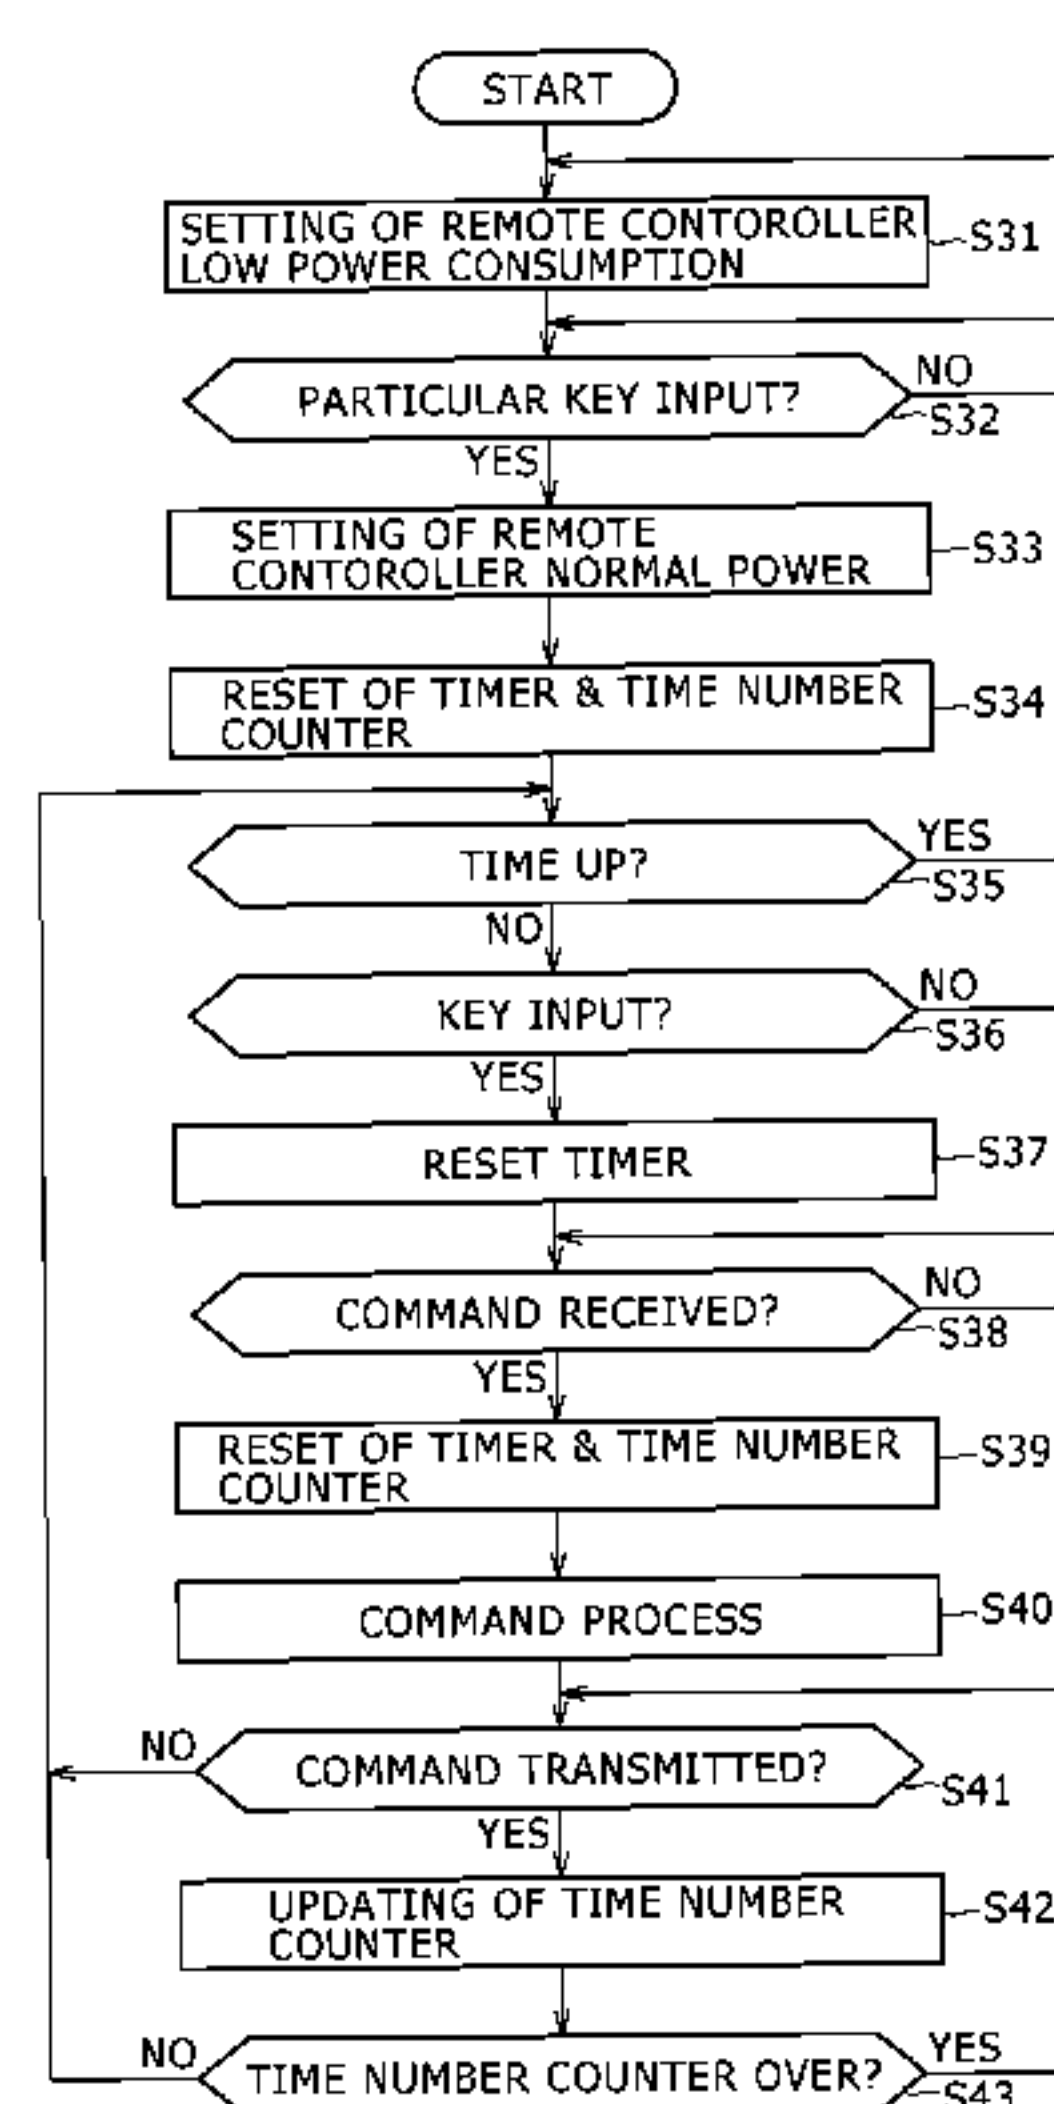 START
SETTING OF REMOTE CONTOROLLER
LOW POWER CONSUMPTION
S31
PARTICULAR KEY INPUT?
NO
S32
YES
SETTING OF REMOTE
CONTOROLLER NORMAL POWER
S33
RESET OF TIMER & TIME NUMBER
COUNTER
S34
TIME UP?
YES
S35
NO
KEY INPUT?
NO
S36
YES
RESET TIMER
S37
COMMAND RECEIVED?
NO
S38
YES
RESET OF TIMER & TIME NUMBER
COUNTER
S39
COMMAND PROCESS
S40
NO
COMMAND TRANSMITTED?
S41
YES
UPDATING OF TIME NUMBER
COUNTER
S42
NO
TIME NUMBER COUNTER OVER?
YES
S43